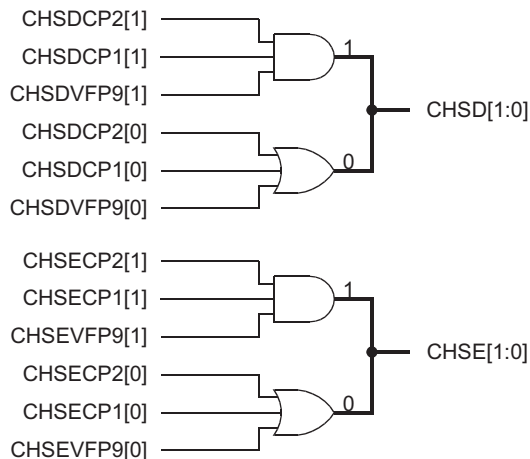 CHSDCP2[1]
CHSDCP1[1]
CHSDVFP9[1]
1
CHSD[1:0]
CHSDCP2[0]
CHSDCP1[0]
CHSDVFP9[0]
0
CHSECP2[1]
CHSECP1[1]
CHSEVFP9[1]
1
CHSE[1:0]
CHSECP2[0]
CHSECP1[0]
CHSEVFP9[0]
0